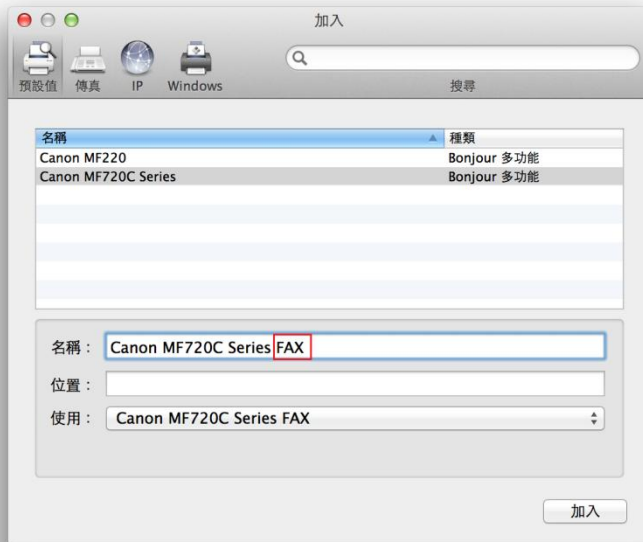 加入
預設值 傳真 IP Windows 搜尋
名稱 種類
Canon MF220 Bonjour 多功能
Canon MF720C Series Bonjour 多功能
名稱： Canon MF720C Series FAX
位置：
使用： Canon MF720C Series FAX
加入